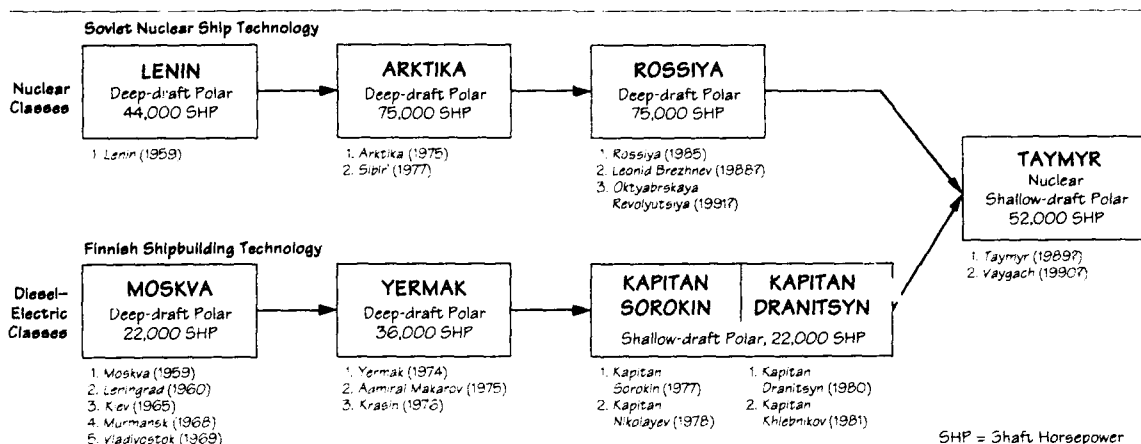 Soviet Nuclear Ship Technology
Nuclear
Classes
LENIN
Deep-draft Polar
44,000 SHP
1. Lenin (1959)
ARKTIKA
Deep-draft Polar
75,000 SHP
1. Arktika (1975)
2. Sibir' (1977)
ROSSIYA
Deep-draft Polar
75,000 SHP
1. Rossiya (1985)
2. Leonid Brezhnev (1988?)
3. Oktyabrskaya
Revolyutsiya (1991?)
TAYMYR
Nuclear
Shallow-draft Polar
52,000 SHP
1. Taymyr (1989?)
2. Vaygach (1990?)
Finnish Shipbuilding Technology
Diesel-
Electric
Classes
MOSKVA
Deep-draft Polar
22,000 SHP
1. Moskva (1959)
2. Leningrad (1960)
3. Kiev (1965)
4. Murmansk (1968)
5. Vladivostok (1969)
YERMAK
Deep-draft Polar
36,000 SHP
1. Yermak (1974)
2. Admiral Makarov (1975)
3. Krasin (1976)
KAPITAN
SOROKIN
KAPITAN
DRANITSYN
Shallow-draft Polar, 22,000 SHP
1. Kapitan
Sorokin (1977)
2. Kapitan
Nikolayev (1978)
1. Kapitan
Dranitsyn (1980)
2. Kapitan
Khlebnikov (1981)
SHP = Shaft Horsepower